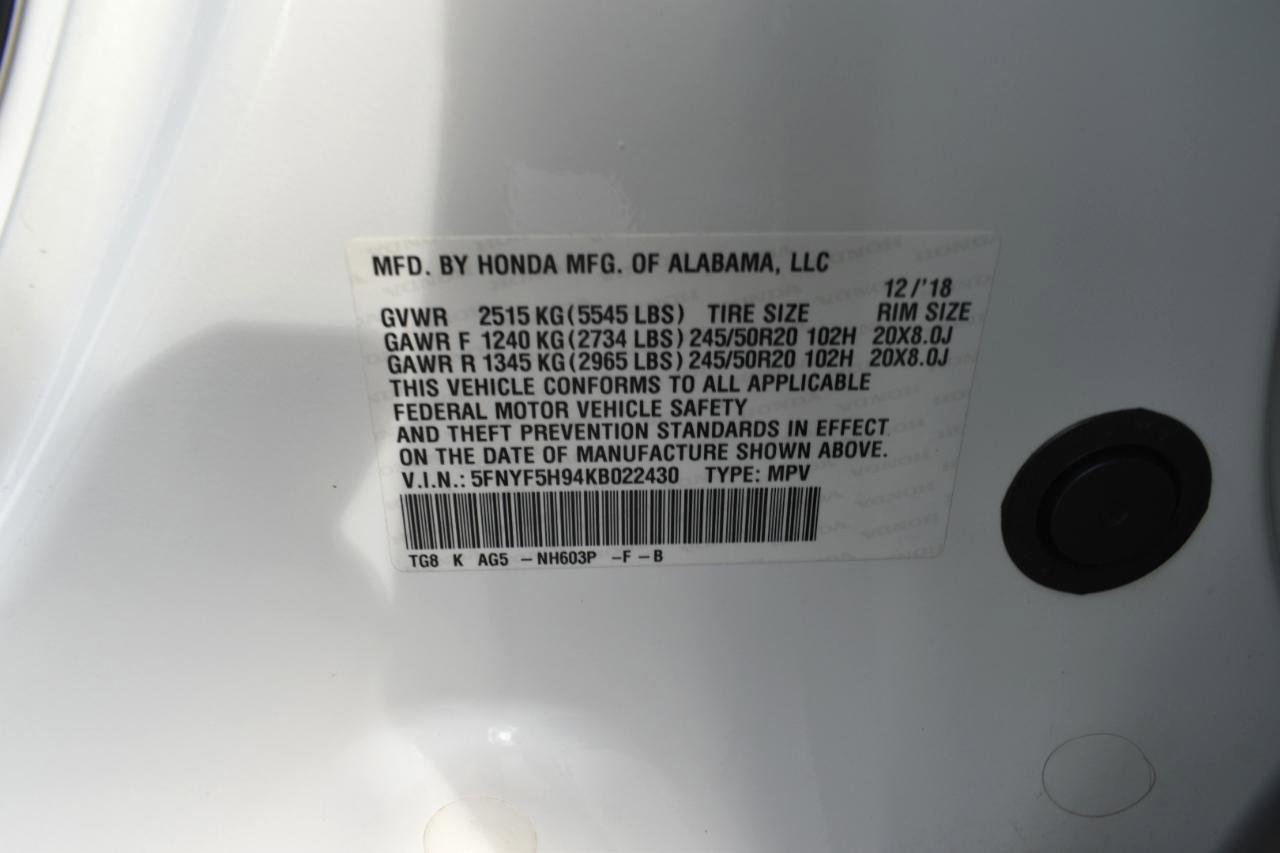 MFD. BY HONDA MFG. OF ALABAMA, LLC
12/'18
GVWR 2515 KG (5545 LBS) TIRE SIZE RIM SIZE
GAWR F 1240 KG (2734 LBS) 245/50R20 102H 20X8.0J
GAWR R 1345 KG (2965 LBS) 245/50R20 102H 20X8.0J
THIS VEHICLE CONFORMS TO ALL APPLICABLE
FEDERAL MOTOR VEHICLE SAFETY
AND THEFT PREVENTION STANDARDS IN EFFECT
ON THE DATE OF MANUFACTURE SHOWN ABOVE.
V.I.N.: 5FNYF5H94KB022430 TYPE: MPV
TG8 K AG5 -NH603P -F-B